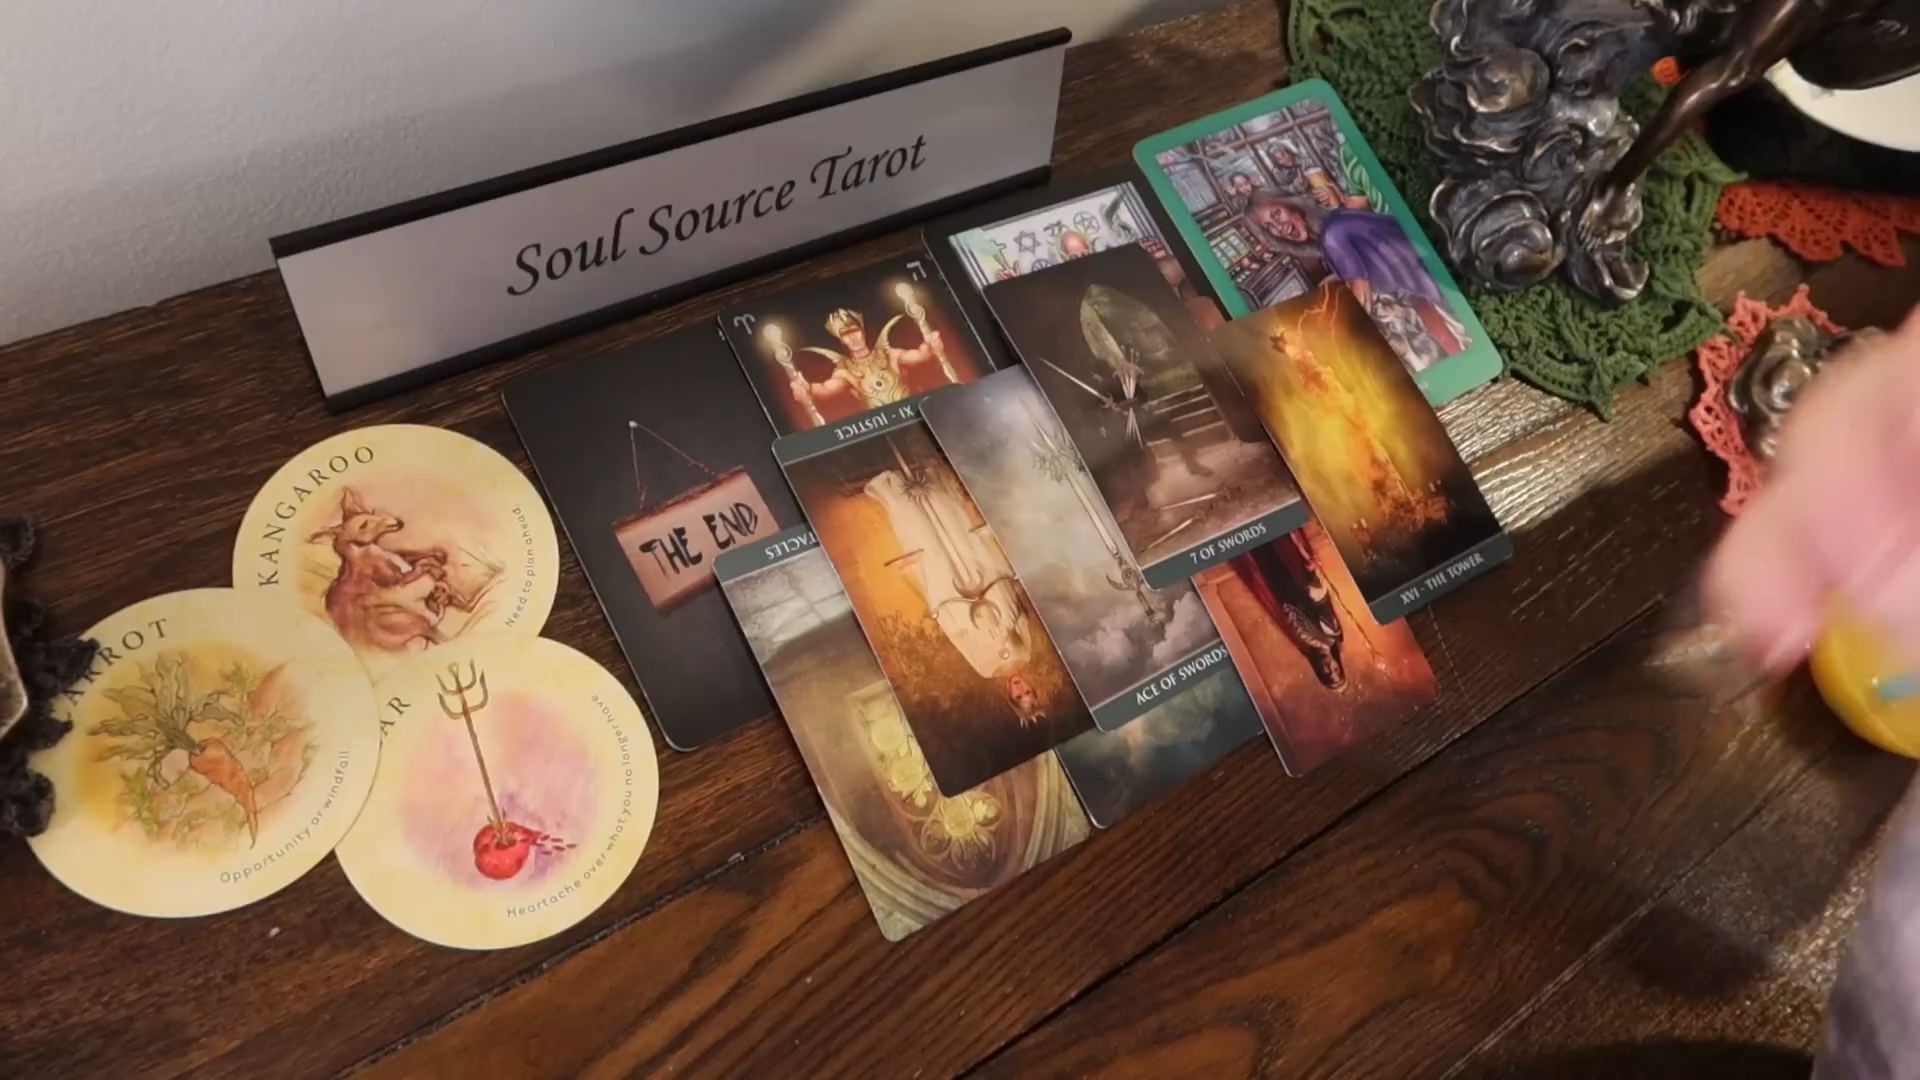 Soul Source Tarot
KANGAROO
Need to plan ahead
ARROT
Opportunity or windfall
AR
Heartache over what you no longer have
THE END
XI - JUSTICE
TACLES
ACE OF SWORDS
7 OF SWORDS
XVI - THE TOWER